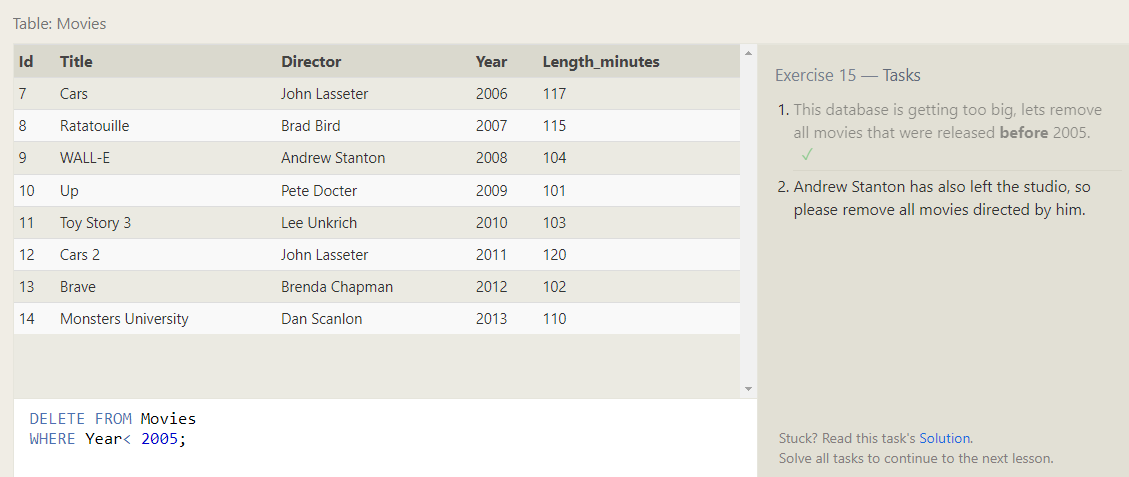 Table: Movies
Id Title Director Year Length_minutes
7 Cars John Lasseter 2006 117
8 Ratatouille Brad Bird 2007 115
9 WALL-E Andrew Stanton 2008 104
10 Up Pete Docter 2009 101
11 Toy Story 3 Lee Unkrich 2010 103
12 Cars 2 John Lasseter 2011 120
13 Brave Brenda Chapman 2012 102
14 Monsters University Dan Scanlon 2013 110
DELETE FROM Movies
WHERE Year< 2005;
Exercise 15 — Tasks
1. This database is getting too big, lets remove
all movies that were released before 2005.
✓
2. Andrew Stanton has also left the studio, so
please remove all movies directed by him.
Stuck? Read this task's Solution.
Solve all tasks to continue to the next lesson.